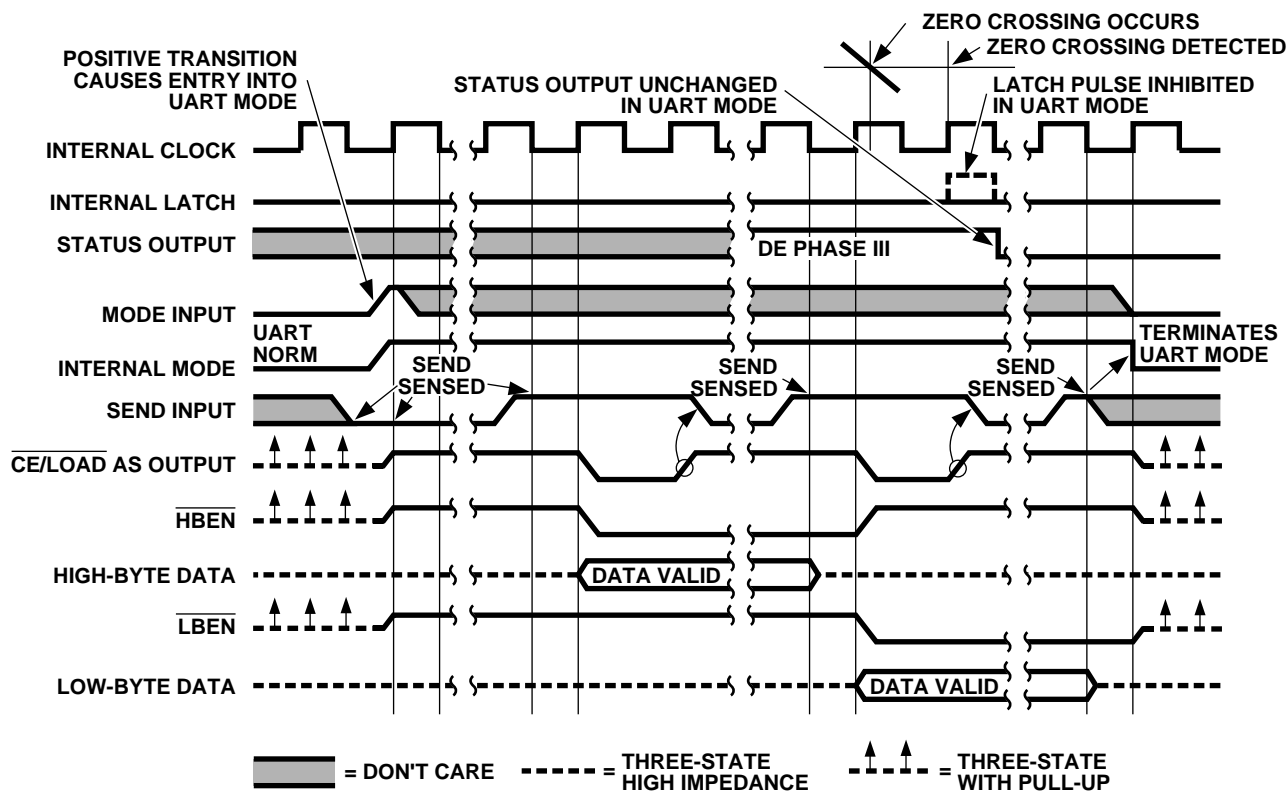 ZERO CROSSING OCCURS
ZERO CROSSING DETECTED
POSITIVE TRANSITION
CAUSES ENTRY INTO
UART MODE
STATUS OUTPUT UNCHANGED
IN UART MODE
LATCH PULSE INHIBITED
IN UART MODE
INTERNAL CLOCK
INTERNAL LATCH
STATUS OUTPUT
DE PHASE III
MODE INPUT
UART
NORM
TERMINATES
UART MODE
INTERNAL MODE
SEND
SENSED
SEND
SENSED
SEND
SENSED
SEND INPUT
CE/LOAD AS OUTPUT
HBEN
HIGH-BYTE DATA
DATA VALID
LBEN
LOW-BYTE DATA
DATA VALID
= DON'T CARE
= THREE-STATE
HIGH IMPEDANCE
= THREE-STATE
WITH PULL-UP